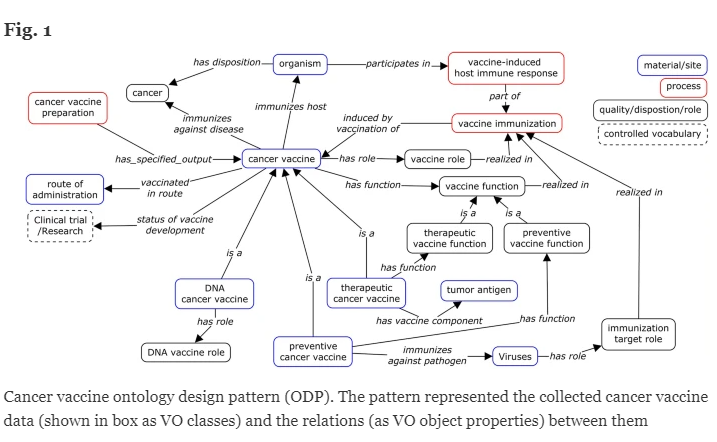 Fig. 1
has disposition
organism
participates in
vaccine-induced
host immune response
material/site
process
quality/dispostion/role
controlled vocabulary
cancer
cancer vaccine
preparation
immunizes
against disease
immunizes host
induced by
vaccination of
part of
vaccine immunization
has_specified_output
cancer vaccine
has role
vaccine role
realized in
route of
administration
vaccinated
in route
has function
vaccine function
realized in
realized in
Clinical trial
/Research
status of vaccine
development
is a
is a
is a
is a
is a
therapeutic
vaccine function
preventive
vaccine function
has function
DNA
cancer vaccine
therapeutic
cancer vaccine
tumor antigen
has role
has vaccine component
has function
immunization
target role
DNA vaccine role
preventive
cancer vaccine
immunizes
against pathogen
Viruses
has role
Cancer vaccine ontology design pattern (ODP). The pattern represented the collected cancer vaccine
data (shown in box as VO classes) and the relations (as VO object properties) between them